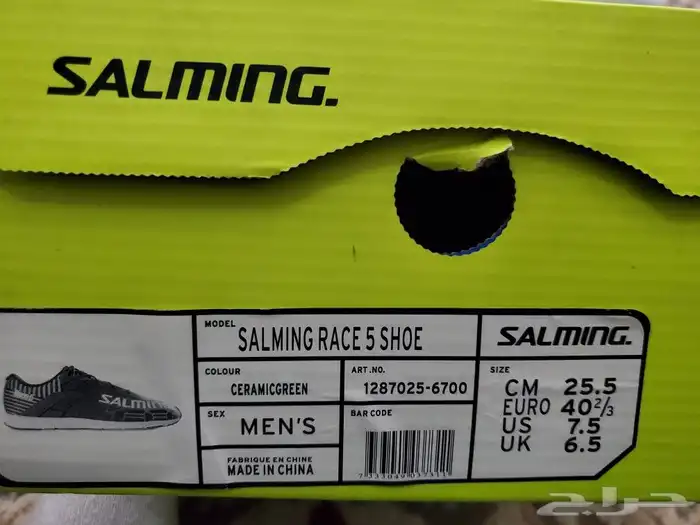 SALMING.
MODEL
SALMING RACE 5 SHOE
SALMING.
COLOUR
CERAMICGREEN
ART.NO.
1287025-6700
SIZE
CM 25.5
EURO 40 2/3
US 7.5
UK 6.5
SEX
MEN'S
BAR CODE
FABRIQUE EN CHINE
MADE IN CHINA
SALMING
حراج